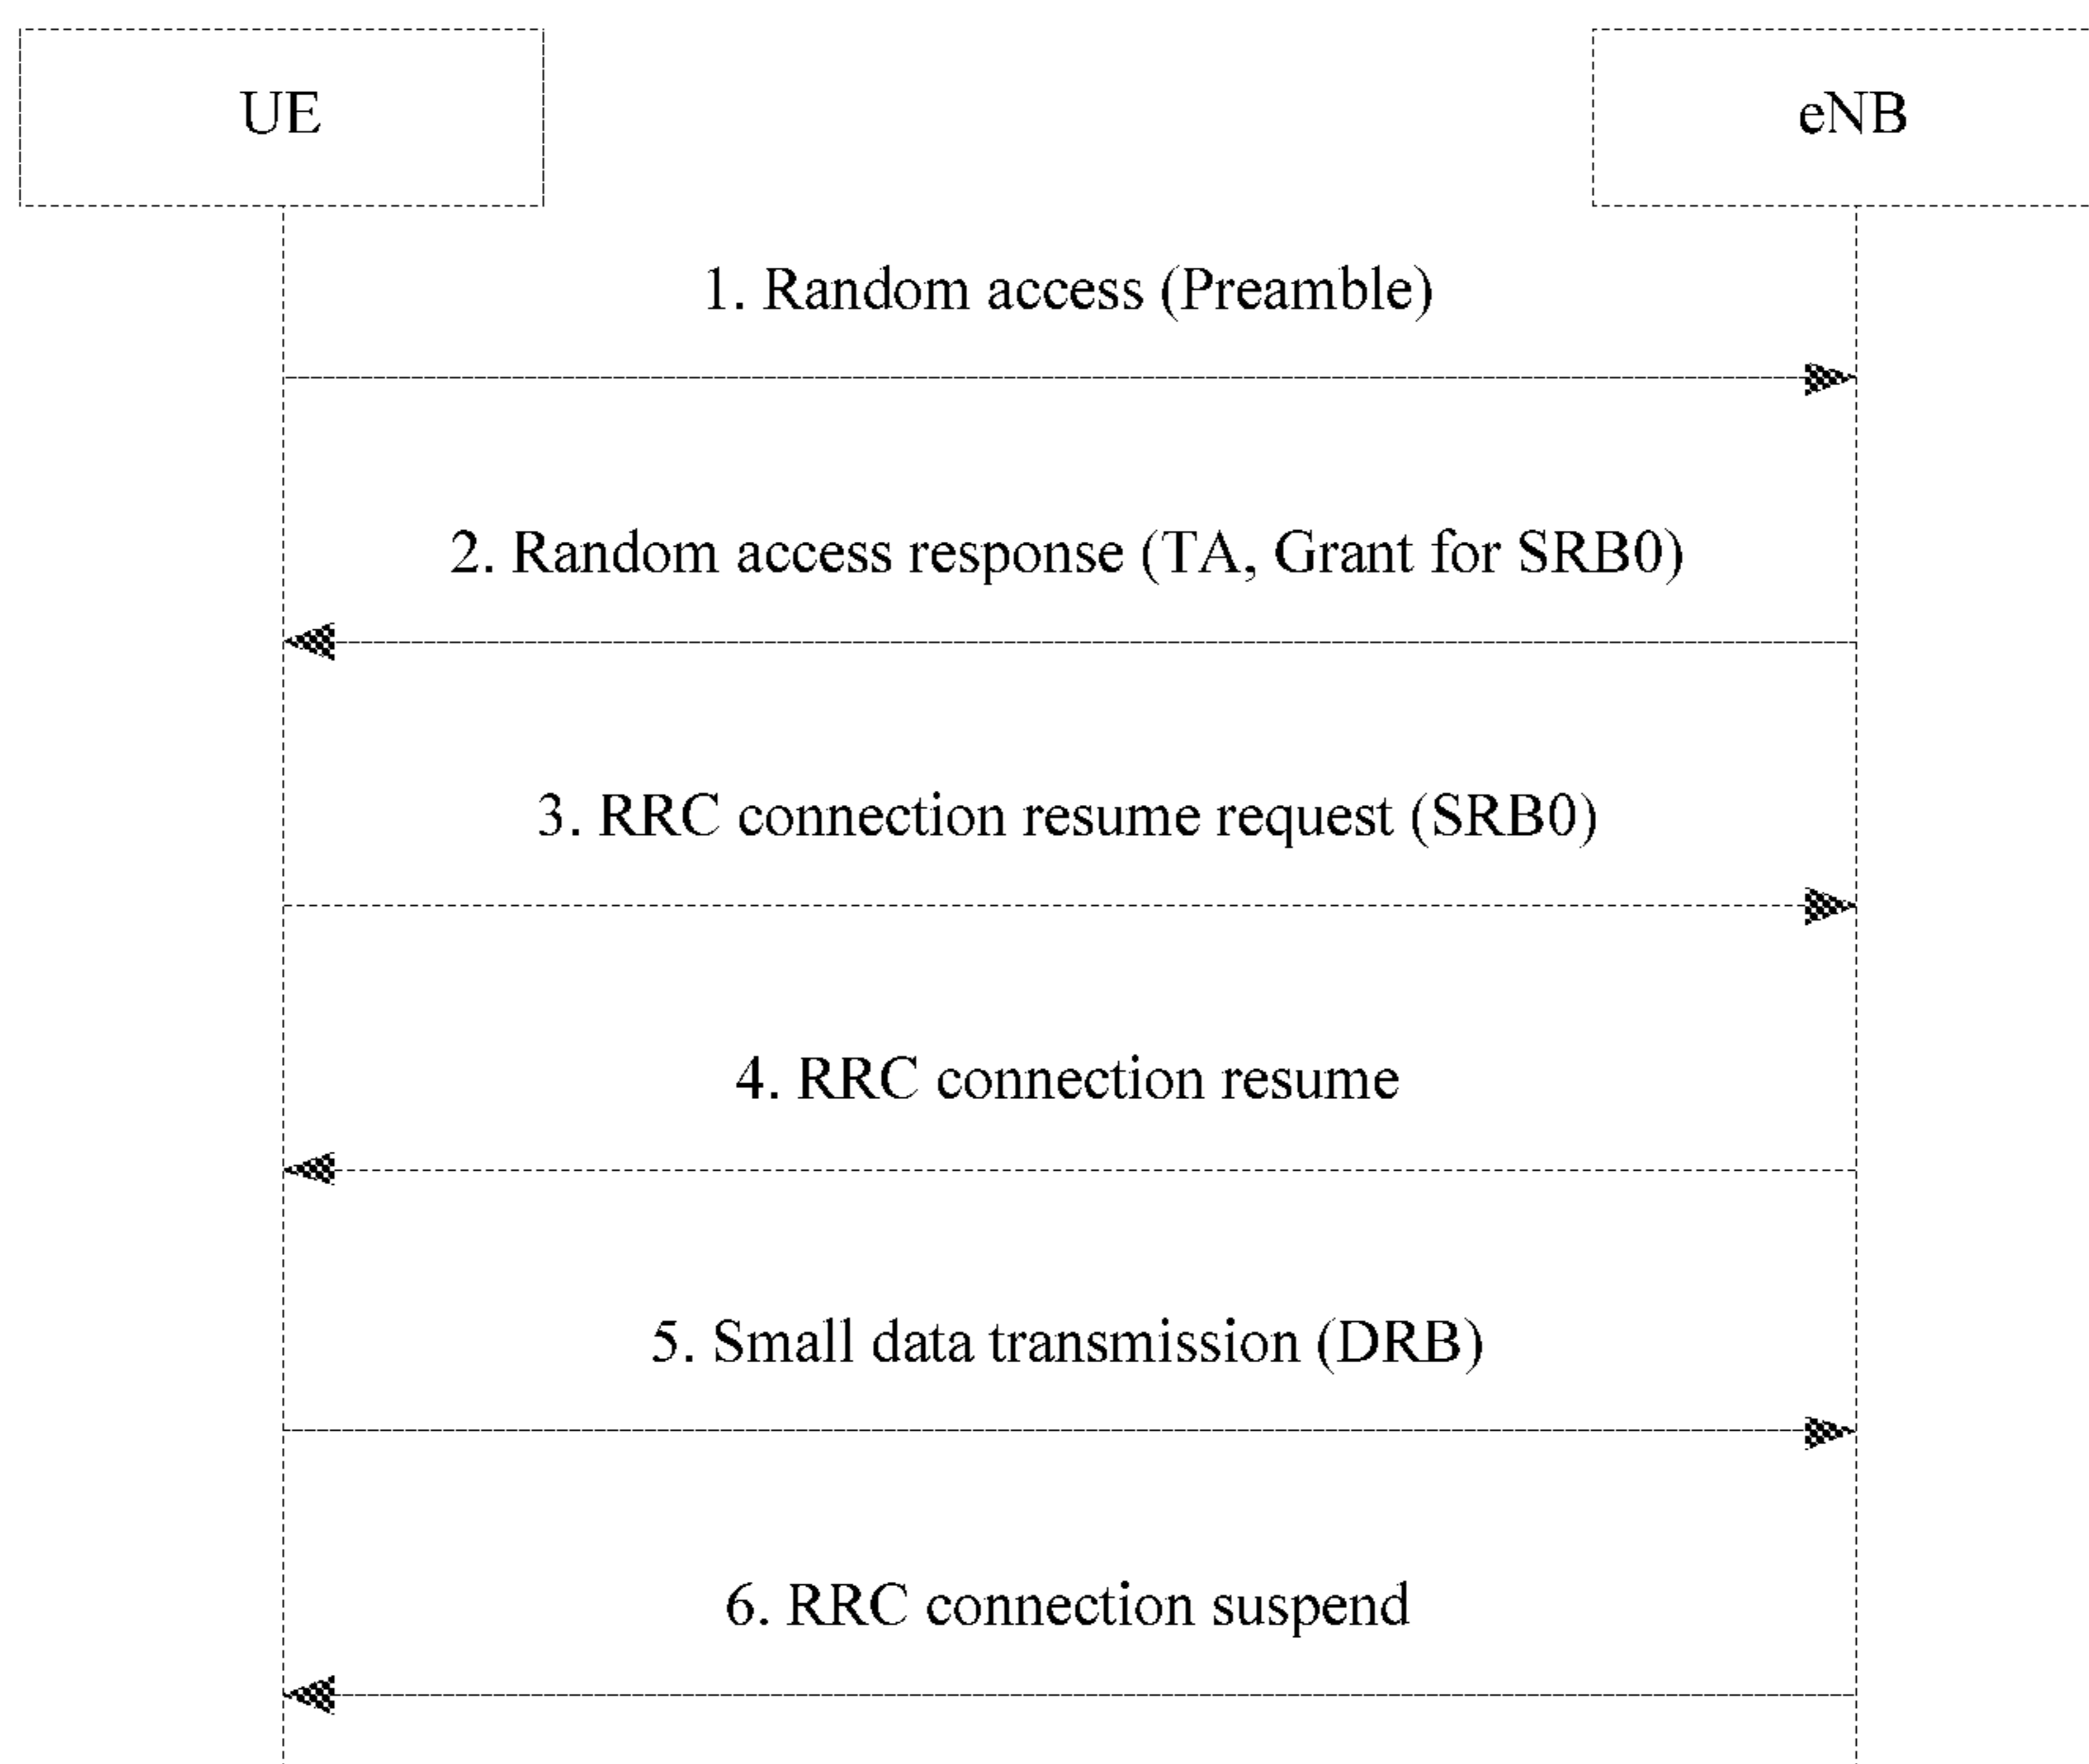 UE
eNB
1. Random access (Preamble)
2. Random access response (TA, Grant for SRB0)
3. RRC connection resume request (SRB0)
4. RRC connection resume
5. Small data transmission (DRB)
6. RRC connection suspend